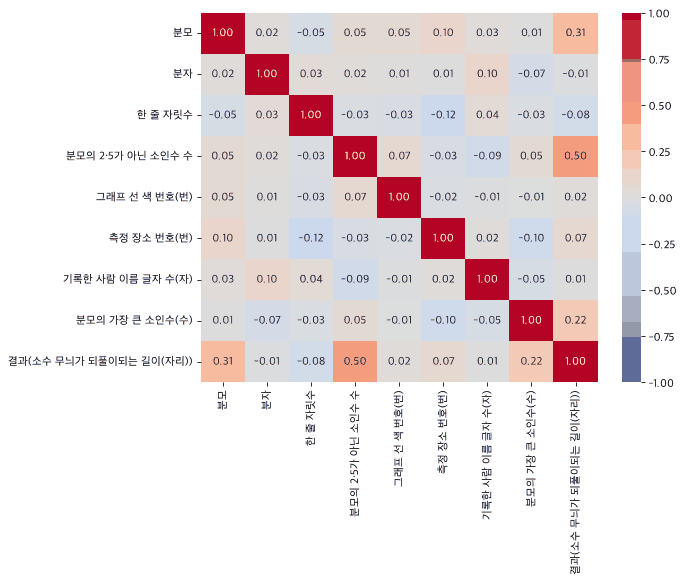 분모 1.00 0.02 -0.05 0.05 0.05 0.10 0.03 0.01 0.31
분자 0.02 1.00 0.03 0.02 0.01 0.01 0.10 -0.07 -0.01
한 줄 자릿수 -0.05 0.03 1.00 -0.03 -0.03 -0.12 0.04 -0.03 -0.08
분모의 2·5가 아닌 소인수 수 0.05 0.02 -0.03 1.00 0.07 -0.03 -0.09 0.05 0.50
그래프 선 색 번호(번) 0.05 0.01 -0.03 0.07 1.00 -0.02 -0.01 -0.01 0.02
측정 장소 번호(번) 0.10 0.01 -0.12 -0.03 -0.02 1.00 0.02 -0.10 0.07
기록한 사람 이름 글자 수(자) 0.03 0.10 0.04 -0.09 -0.01 0.02 1.00 -0.05 0.01
분모의 가장 큰 소인수(수) 0.01 -0.07 -0.03 0.05 -0.01 -0.10 -0.05 1.00 0.22
결과(소수 무늬가 되풀이되는 길이(자리)) 0.31 -0.01 -0.08 0.50 0.02 0.07 0.01 0.22 1.00
분모
분자
한 줄 자릿수
분모의 2·5가 아닌 소인수 수
그래프 선 색 번호(번)
측정 장소 번호(번)
기록한 사람 이름 글자 수(자)
분모의 가장 큰 소인수(수)
결과(소수 무늬가 되풀이되는 길이(자리))
1.00
0.75
0.50
0.25
0.00
-0.25
-0.50
-0.75
-1.00